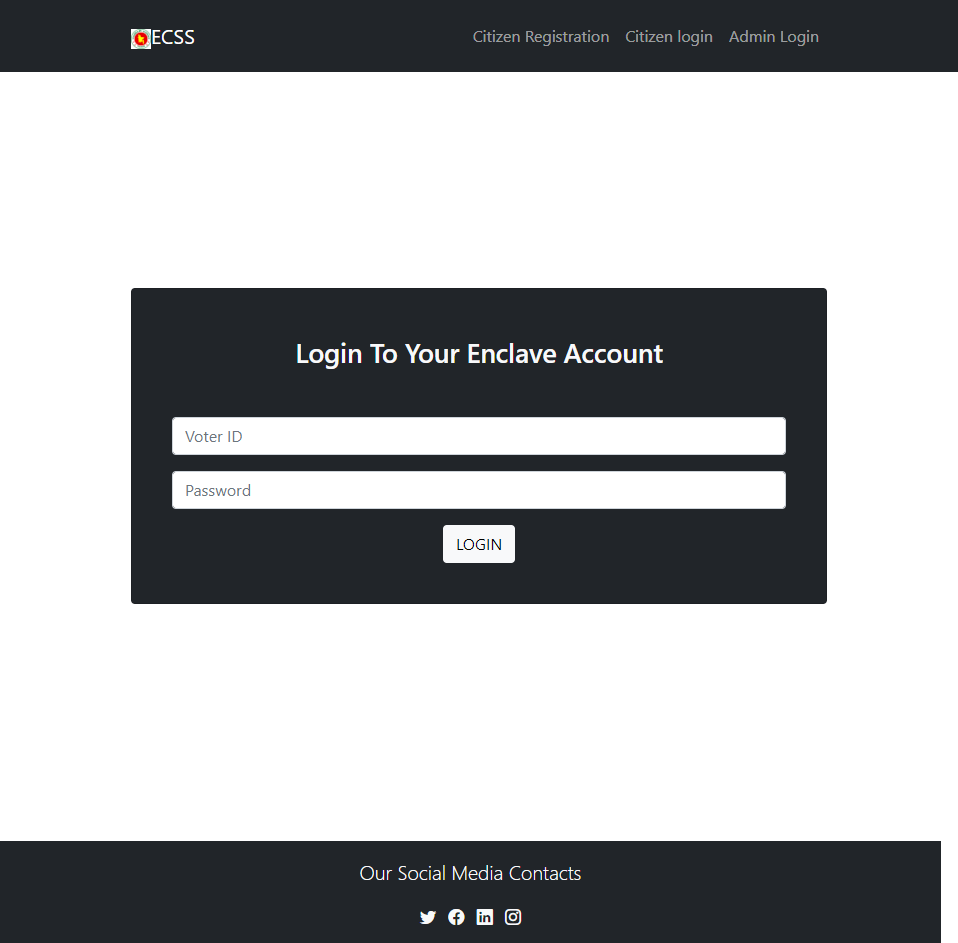 ECSS
Citizen Registration
Citizen login
Admin Login
Login To Your Enclave Account
Voter ID
Password
LOGIN
Our Social Media Contacts